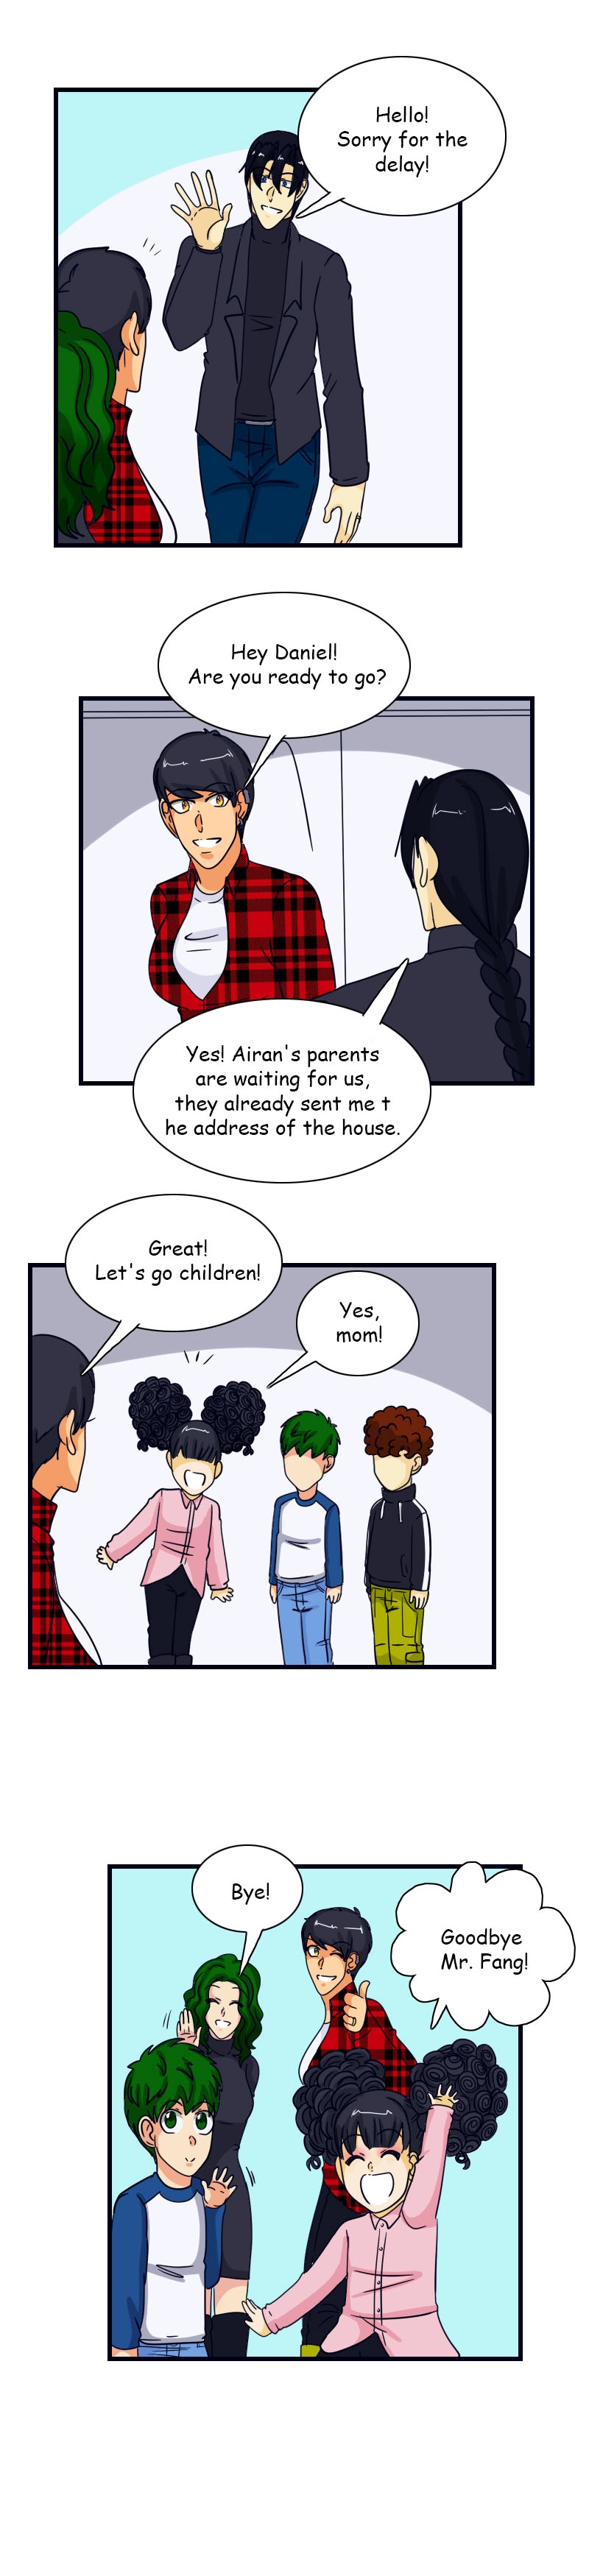 Hello!
Sorry for the
delay!
Hey Daniel!
Are you ready to go?
Yes! Airan's parents
are waiting for us,
they already sent me t
he address of the house.
Great!
Let's go children!
Yes,
mom!
Bye!
Goodbye
Mr. Fang!